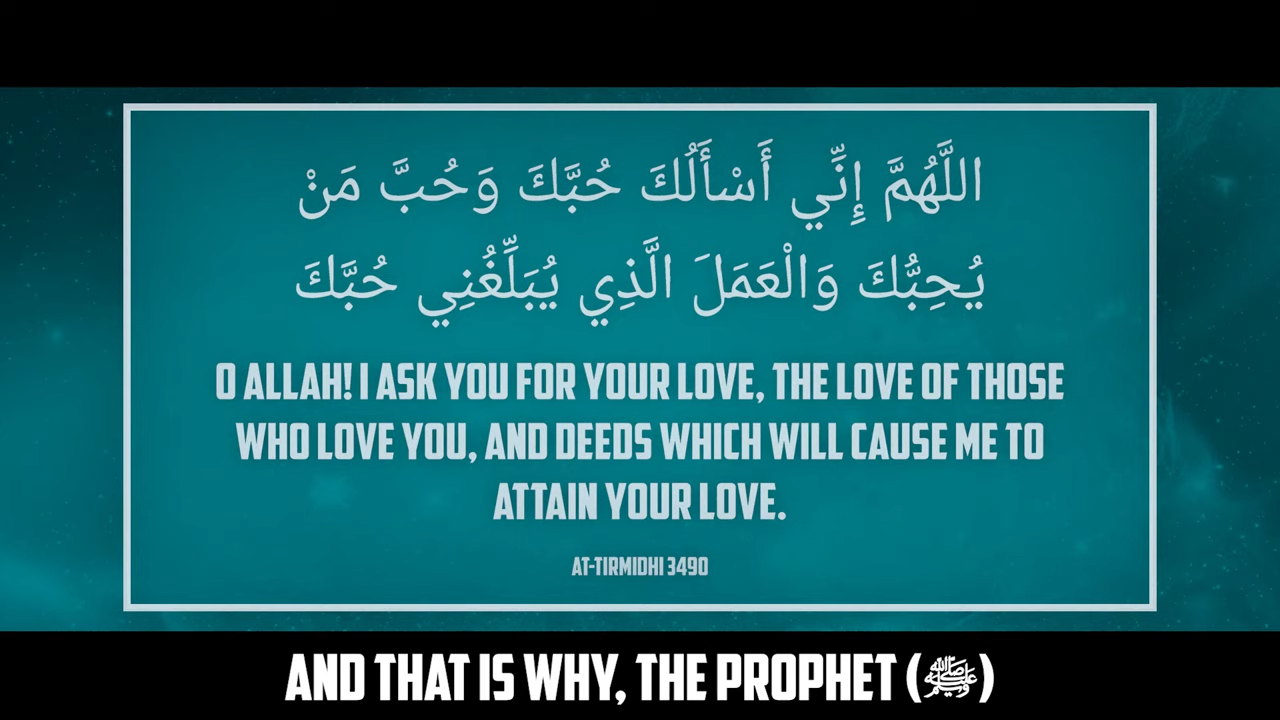 اللَّهُمَّ إِنِّي أَسْأَلُكَ حُبَّكَ وَحُبَّ مَنْ
يُحِبُّكَ وَالْعَمَلَ الَّذِي يُبَلِّغُنِي حُبَّكَ
O ALLAH! I ASK YOU FOR YOUR LOVE, THE LOVE OF THOSE
WHO LOVE YOU, AND DEEDS WHICH WILL CAUSE ME TO
ATTAIN YOUR LOVE.
AT-TIRMIDHI 3490
AND THAT IS WHY, THE PROPHET (ﷺ)